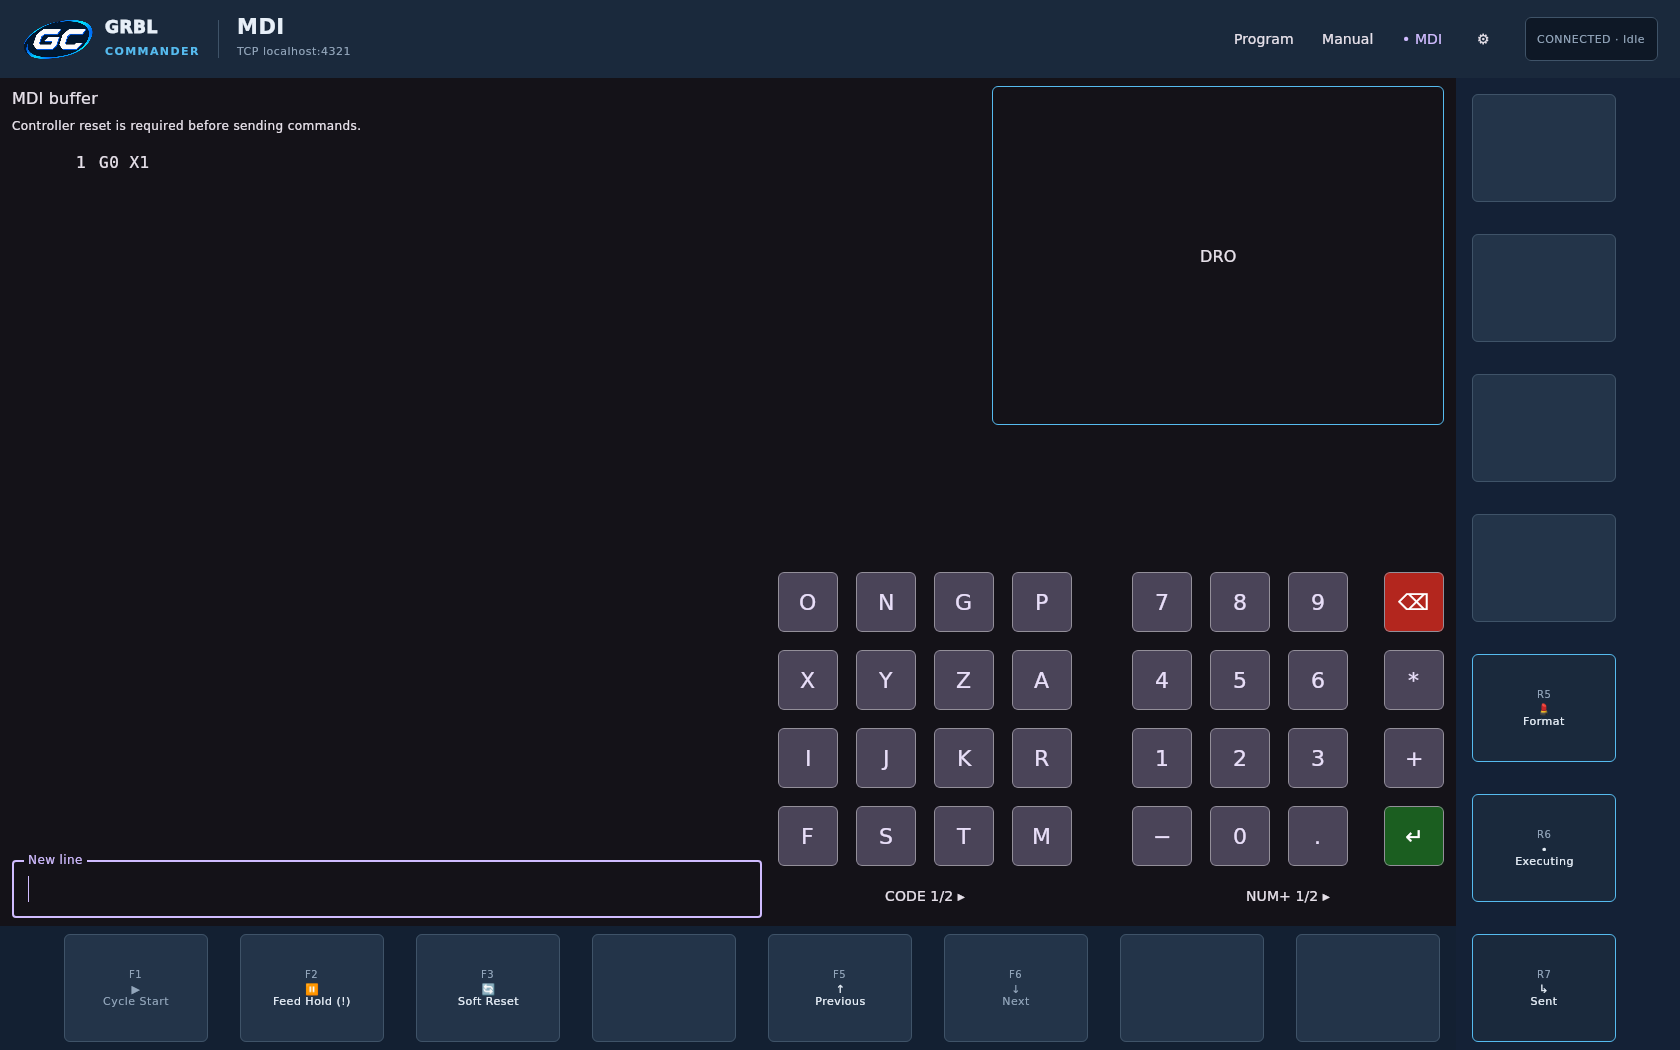 GC GRBL COMMANDER
MDI
TCP localhost:4321
Program Manual • MDI ⚙ CONNECTED · Idle
MDI buffer
Controller reset is required before sending commands.
1 G0 X1
DRO
O N G P 7 8 9 ⌫
X Y Z A 4 5 6 *
I J K R 1 2 3 +
F S T M − 0 . ↵
New line
CODE 1/2 ▸ NUM+ 1/2 ▸
R5
Format
R6
•
Executing
R7
↳
Sent
F1
▶
Cycle Start
F2
⏸
Feed Hold (!)
F3
🔄
Soft Reset
F5
↑
Previous
F6
↓
Next